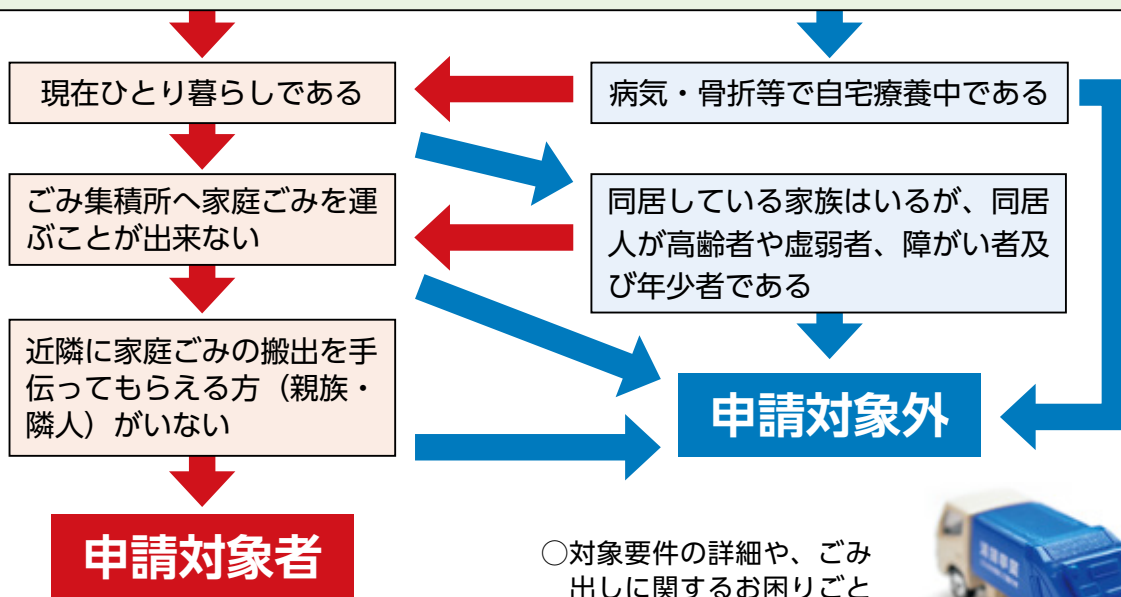 現在ひとり暮らしである
病気・骨折等で自宅療養中である
ごみ集積所へ家庭ごみを運
ぶことが出来ない
同居している家族はいるが、同居
人が高齢者や虚弱者、障がい者及
び年少者である
近隣に家庭ごみの搬出を手
伝ってもらえる方（親族・
隣人）がいない
申請対象外
申請対象者
○対象要件の詳細や、ごみ
出しに関するお困りごと